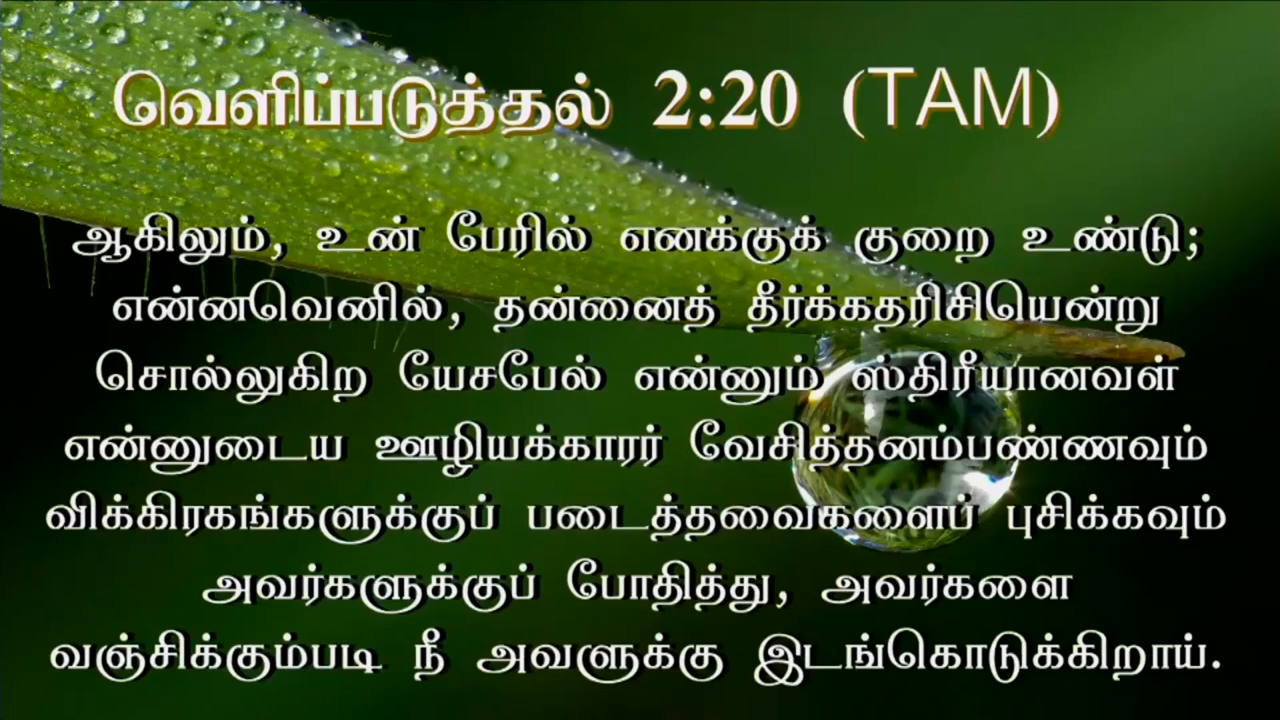 வெளிப்படுத்தல் 2:20 (TAM)
ஆகிலும், உன் பேரில் எனக்குக் குறை உண்டு;
என்னவெனில், தன்னைத் தீர்க்கதரிசியென்று
சொல்லுகிற யேசபேல் என்னும் ஸ்திரீயானவள்
என்னுடைய ஊழியக்காரர் வேசித்தனம்பண்ணவும்
விக்கிரகங்களுக்குப் படைத்தவைகளைப் புசிக்கவும்
அவர்களுக்குப் போதித்து, அவர்களை
வஞ்சிக்கும்படி நீ அவளுக்கு இடங்கொடுக்கிறாய்.